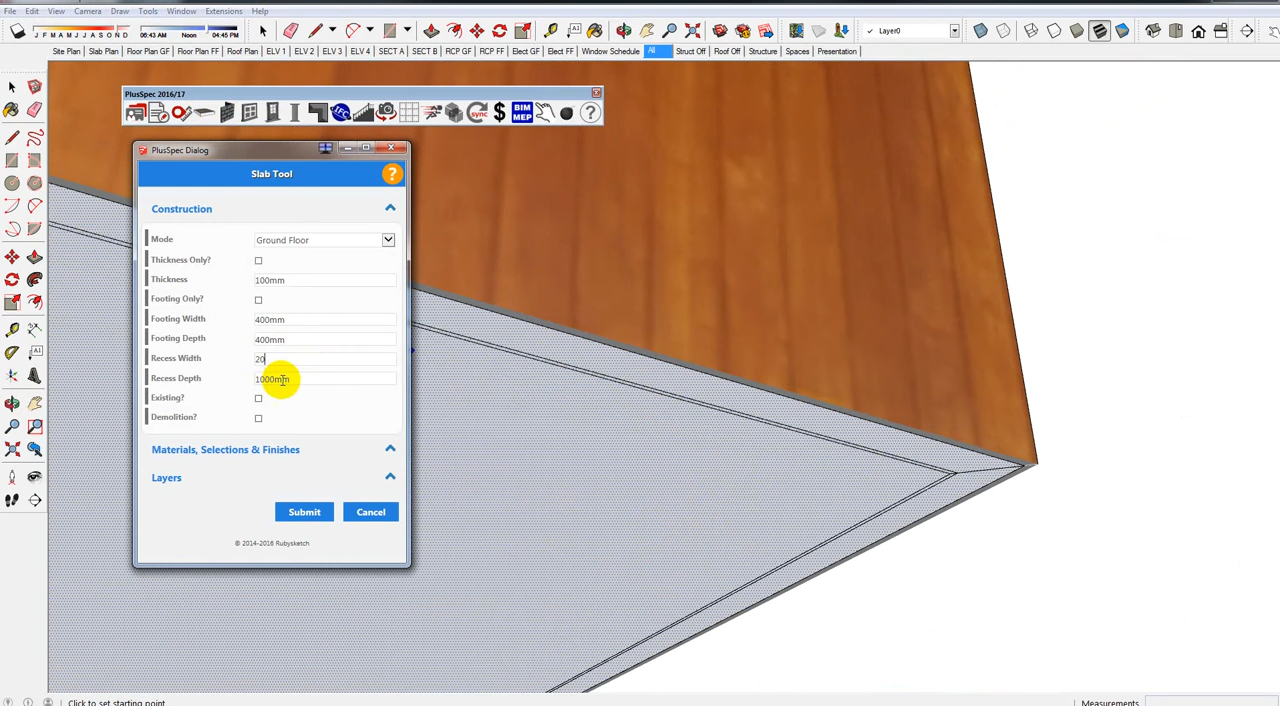 File Edit View Camera Draw Tools Window Extensions Help
J F M A M J J A S O N D 06:43 AM Noon 04:45 PM Layer0
Site Plan Slab Plan Floor Plan GF Floor Plan FF Roof Plan ELV 1 ELV 2 ELV 3 ELV 4 SECT A SECT B RCP GF RCP FF Elect GF Elect FF Window Schedule All Struct Off Roof Off Structure Spaces Presentation
PlusSpec 2016/17
IFC sync $ BIM MEP ?
PlusSpec Dialog
Slab Tool ?
Construction
Mode Ground Floor
Thickness Only?
Thickness 100mm
Footing Only?
Footing Width 400mm
Footing Depth 400mm
Recess Width 20
Recess Depth 1000mm
Existing?
Demolition?
Materials, Selections & Finishes
Layers
Submit Cancel
© 2014-2016 Rubysketch
Click to set starting point Measurements